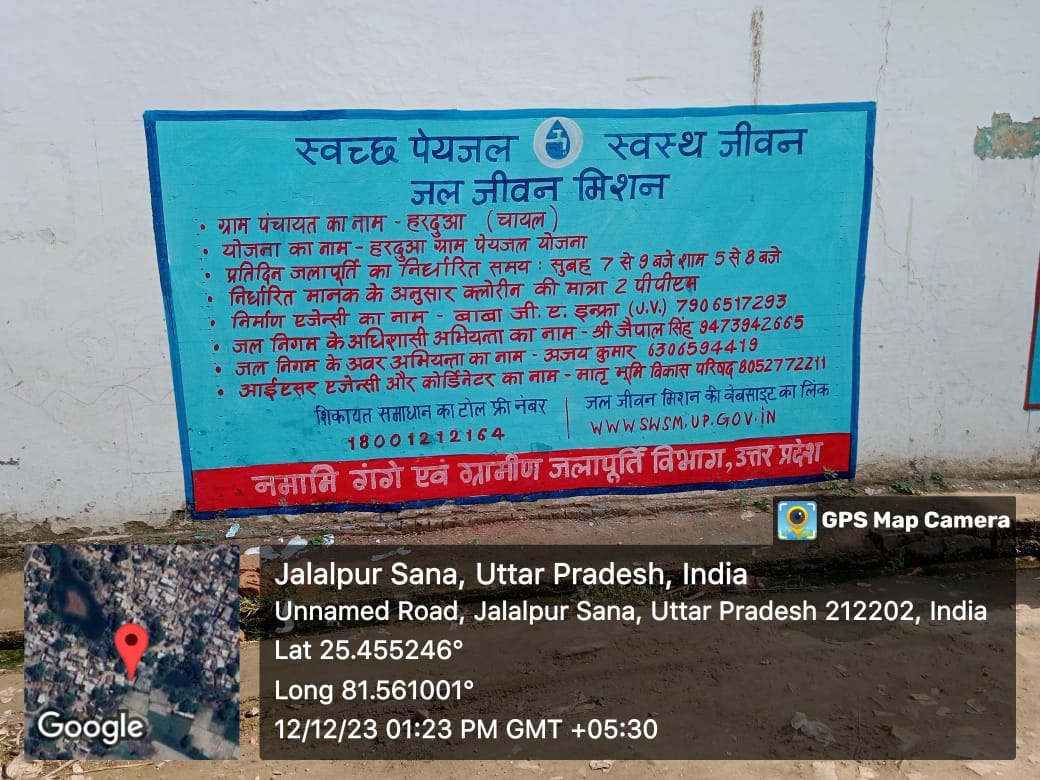 स्वच्छ पेयजल स्वस्थ जीवन
जल जीवन मिशन
• ग्राम पंचायत का नाम - हरदुआ (चायल)
• योजना का नाम - हरदुआ ग्राम पेयजल योजना
• प्रतिदिन जलापूर्ति का निर्धारित समय : सुबह 7 से 9 बजे शाम 5 से 8 बजे
• निर्धारित मानक के अनुसार क्लोरीन की मात्रा 2 पीपीएम
• निर्माण एजेन्सी का नाम - बाबा जी. ए. इन्फ्रा (J.V.) 7906517293
• जल निगम के अधिशासी अभियन्ता का नाम - श्री जैपाल सिंह 9473942665
• जल निगम के अवर अभियन्ता का नाम - अजय कुमार 6306594419
• आईएसए एजेन्सी और कोर्डिनेटर का नाम - मातृ भूमि विकास परिषद 8052772211
शिकायत समाधान का टोल फ्री नंबर
18001212164
जल जीवन मिशन की वेबसाइट का लिंक
WWWSWSM.UP.GOV.IN
नमामि गंगे एवं ग्रामीण जलापूर्ति विभाग, उत्तर प्रदेश
GPS Map Camera
Jalalpur Sana, Uttar Pradesh, India
Unnamed Road, Jalalpur Sana, Uttar Pradesh 212202, India
Lat 25.455246°
Long 81.561001°
12/12/23 01:23 PM GMT +05:30
Google